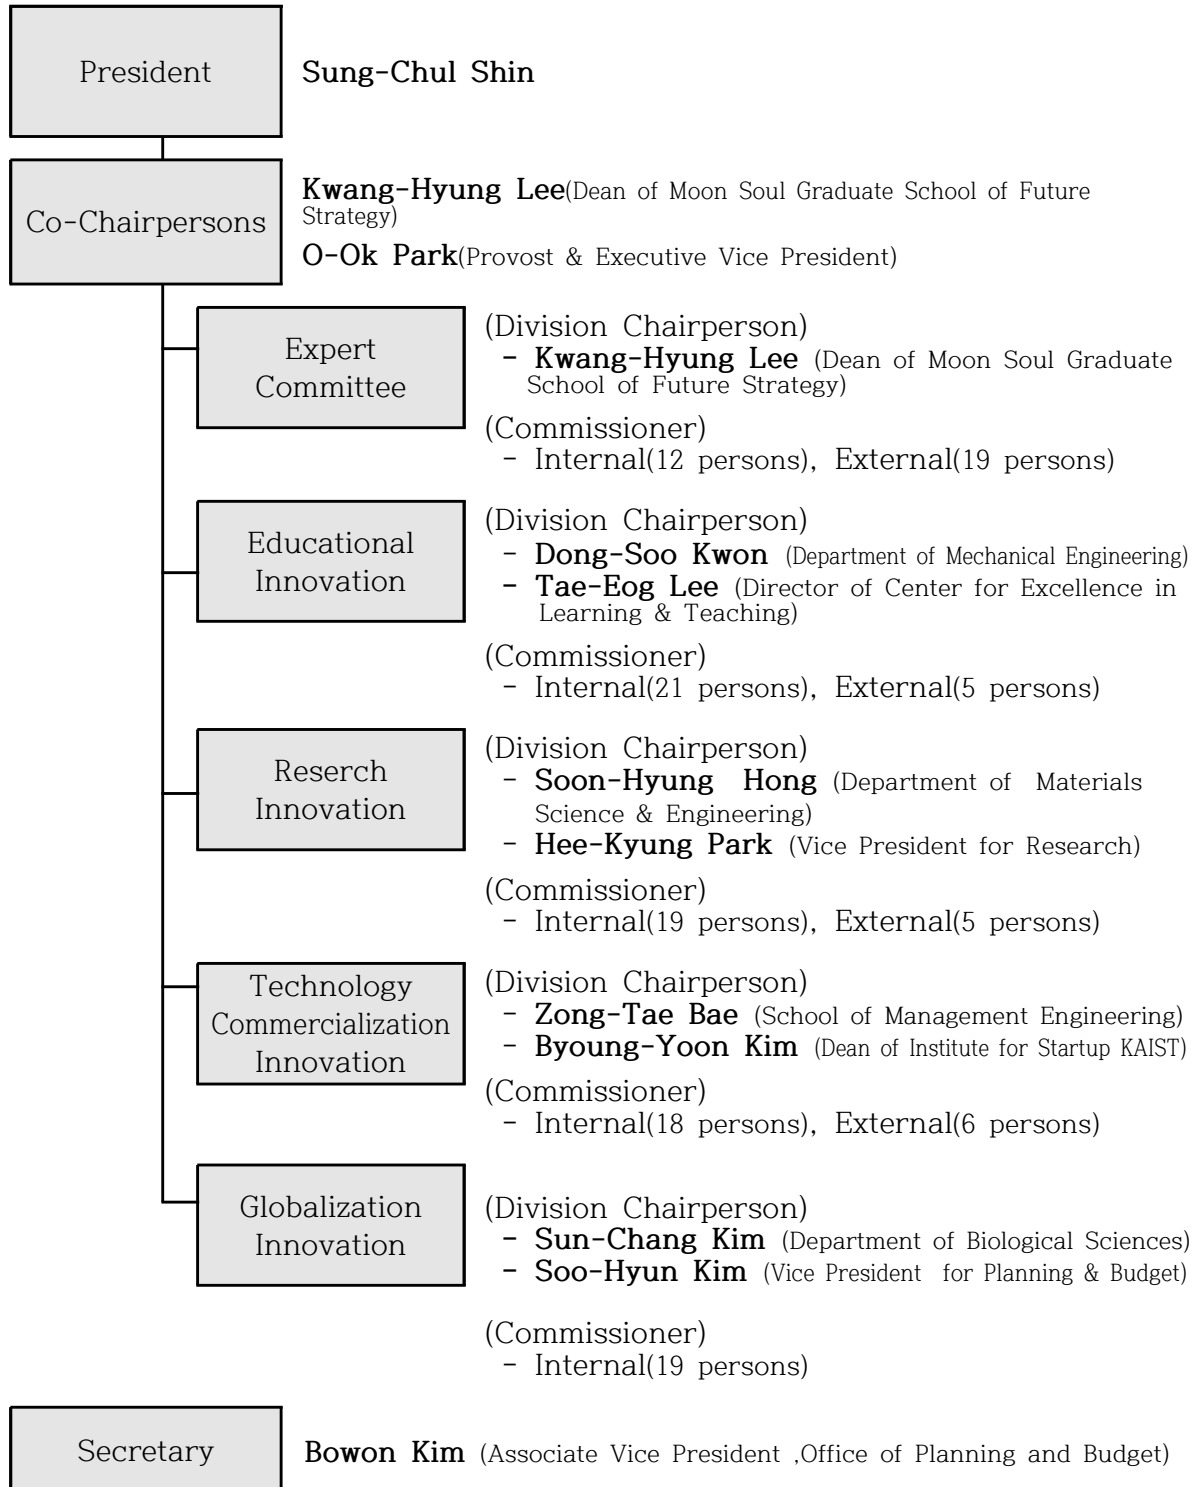 President
Sung-Chul Shin
Co-Chairpersons
Kwang-Hyung Lee(Dean of Moon Soul Graduate School of Future
Strategy)
O-Ok Park(Provost & Executive Vice President)
Expert
Committee
(Division Chairperson)
- Kwang-Hyung Lee (Dean of Moon Soul Graduate
School of Future Strategy)
(Commissioner)
- Internal(12 persons), External(19 persons)
Educational
Innovation
(Division Chairperson)
- Dong-Soo Kwon (Department of Mechanical Engineering)
- Tae-Eog Lee (Director of Center for Excellence in
Learning & Teaching)
(Commissioner)
- Internal(21 persons), External(5 persons)
Reserch
Innovation
(Division Chairperson)
- Soon-Hyung Hong (Department of Materials
Science & Engineering)
- Hee-Kyung Park (Vice President for Research)
(Commissioner)
- Internal(19 persons), External(5 persons)
Technology
Commercialization
Innovation
(Division Chairperson)
- Zong-Tae Bae (School of Management Engineering)
- Byoung-Yoon Kim (Dean of Institute for Startup KAIST)
(Commissioner)
- Internal(18 persons), External(6 persons)
Globalization
Innovation
(Division Chairperson)
- Sun-Chang Kim (Department of Biological Sciences)
- Soo-Hyun Kim (Vice President for Planning & Budget)
(Commissioner)
- Internal(19 persons)
Secretary
Bowon Kim (Associate Vice President ,Office of Planning and Budget)